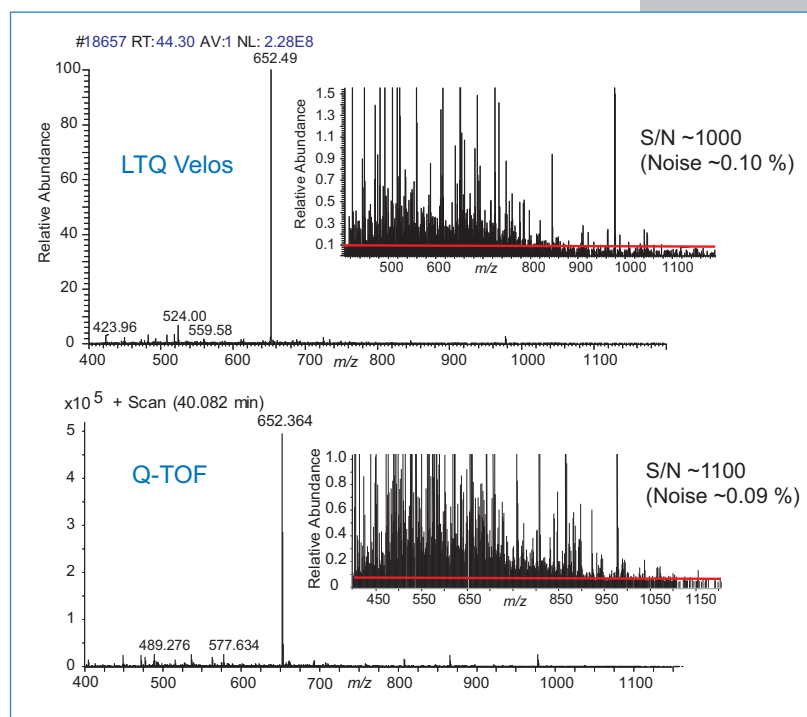 #18657 RT:44.30 AV:1 NL: 2.28E8
652.49
100
80
60
40
20
0
Relative Abundance
LTQ Velos
423.96
524.00
559.58
400 500 600 700 800 900 1000 1100
m/z
1.5
1.3
1.1
0.9
0.7
0.5
0.3
0.1
Relative Abundance
500 600 800 900 1000 1100
m/z
S/N ~1000
(Noise ~0.10 %)
x10 5 + Scan (40.082 min)
652.364
5
4
3
2
1
0
Q-TOF
489.276
577.634
400 500 600 700 800 900 1000 1100
m/z
1.0
0.8
0.6
0.4
0.2
0
Relative Abundance
450 550 650 750 850 950 1050 1150
m/z
S/N ~1100
(Noise ~0.09 %)